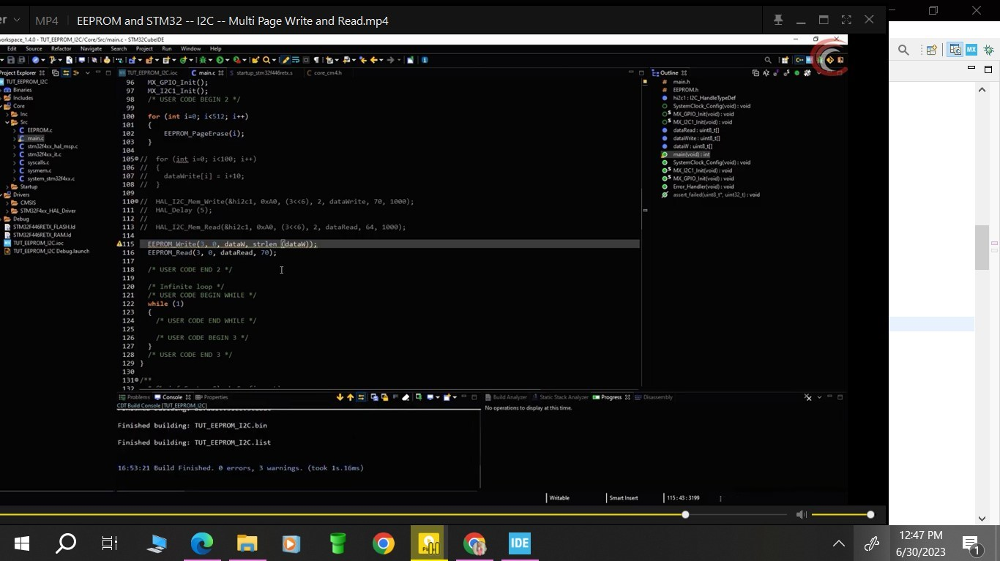 er MP4 EEPROM and STM32 -- I2C -- Multi Page Write and Read.mp4
workspace_1.4.0 - TUT_EEPROM_I2C/Core/Src/main.c - STM32CubeIDE
Edit Source Refactor Navigate Search Project Run Window Help
Project Explorer
TUT_EEPROM_I2C
Binaries
Includes
Core
Inc
Src
EEPROM.c
main.c
stm32f4xx_hal_msp.c
stm32f4xx_it.c
syscalls.c
sysmem.c
system_stm32f4xx.c
Startup
Drivers
CMSIS
STM32F4xx_HAL_Driver
Debug
STM32F446RETX_FLASH.ld
STM32F446RETX_RAM.ld
TUT_EEPROM_I2C.ioc
TUT_EEPROM_I2C Debug.launch
TUT_EEPROM_I2C.ioc main.c startup_stm32f446retx.s core_cm4.h
96 MX_GPIO_Init();
97 MX_I2C1_Init();
98 /* USER CODE BEGIN 2 */
99
100 for (int i=0; i<512; i++)
101 {
102 EEPROM_PageErase(i);
103 }
104
105 // for (int i=0; i<100; i++)
106 // {
107 // dataWrite[i] = i+10;
108 // }
109
110 // HAL_I2C_Mem_Write(&hi2c1, 0xA0, (3<<6), 2, dataWrite, 70, 1000);
111 // HAL_Delay (5);
112 //
113 // HAL_I2C_Mem_Read(&hi2c1, 0xA0, (3<<6), 2, dataRead, 64, 1000);
114
115 EEPROM_Write(3, 0, dataW, strlen (dataW));
116 EEPROM_Read(3, 0, dataRead, 70);
117
118 /* USER CODE END 2 */
119
120 /* Infinite loop */
121 /* USER CODE BEGIN WHILE */
122 while (1)
123 {
124 /* USER CODE END WHILE */
125
126 /* USER CODE BEGIN 3 */
127 }
128 /* USER CODE END 3 */
129 }
130
131 /**
132
Outline
main.h
EEPROM.h
hi2c1 : I2C_HandleTypeDef
SystemClock_Config(void) : void
MX_GPIO_Init(void) : void
MX_I2C1_Init(void) : void
dataRead : uint8_t[]
dataWrite : uint8_t[]
dataW : uint8_t[]
main(void) : int
SystemClock_Config(void) : void
MX_I2C1_Init(void) : void
MX_GPIO_Init(void) : void
Error_Handler(void) : void
assert_failed(uint8_t*, uint32_t) : void
Problems Console Properties
CDT Build Console [TUT_EEPROM_I2C]
Finished building: TUT_EEPROM_I2C.bin
Finished building: TUT_EEPROM_I2C.list
16:53:21 Build Finished. 0 errors, 3 warnings. (took 1s.16ms)
Build Analyzer Static Stack Analyzer Progress Disassembly
No operations to display at this time.
Writable Smart Insert 115 : 43 : 3199
MX
IDE
12:47 PM
6/30/2023
1